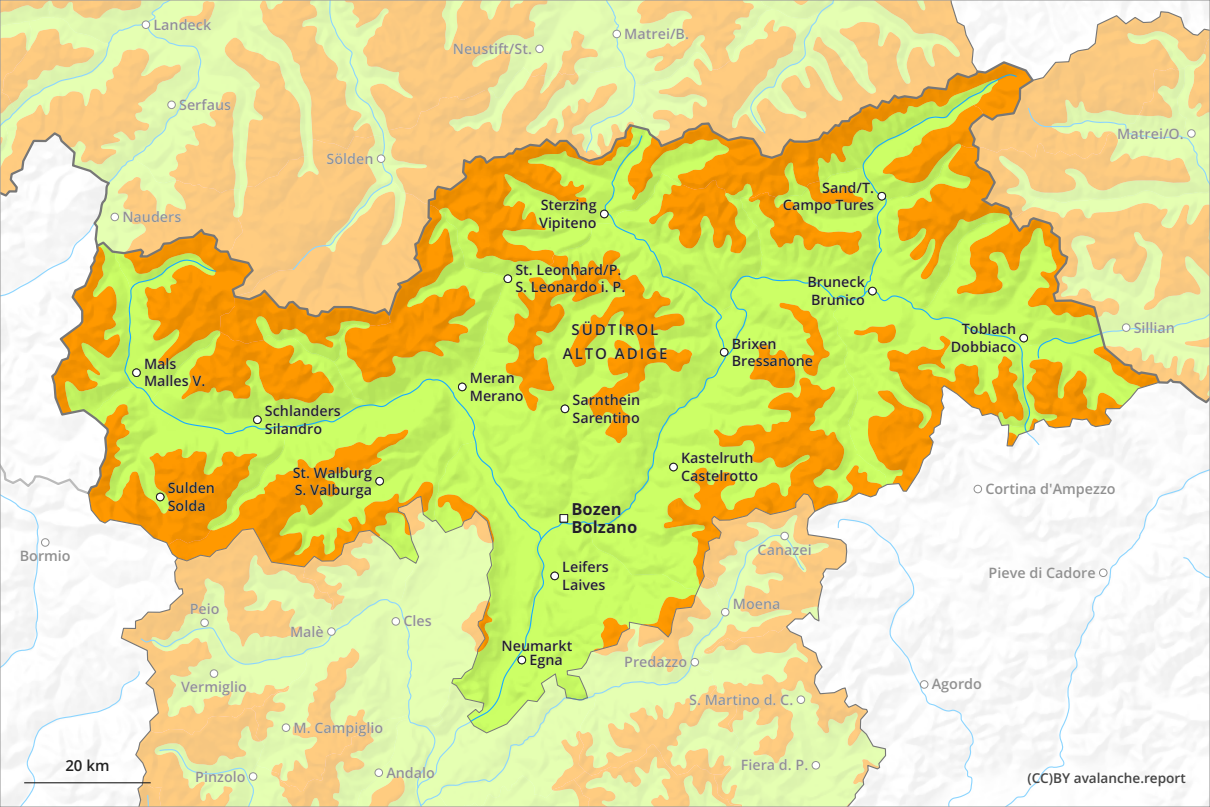 Landeck
Neustift/St.
Matrei/B.
Serfaus
Matrei/O.
Sölden
Sand/T.
Campo Tures
Nauders
Sterzing
Vipiteno
St. Leonhard/P.
S. Leonardo i. P.
Bruneck
Brunico
SÜDTIROL
ALTO ADIGE
Toblach
Dobbiaco
Sillian
Brixen
Bressanone
Mals
Malles V.
Meran
Merano
Schlanders
Silandro
Sarnthein
Sarentino
St. Walburg
S. Valburga
Kastelruth
Castelrotto
Sulden
Solda
Cortina d'Ampezzo
Bozen
Bolzano
Bormio
Canazei
Leifers
Laives
Pieve di Cadore
Peio
Moena
Cles
Malè
Neumarkt
Egna
Predazzo
Vermiglio
Agordo
S. Martino d. C.
M. Campiglio
20 km
Pinzolo
Andalo
Fiera d. P.
(CC)BY avalanche.report